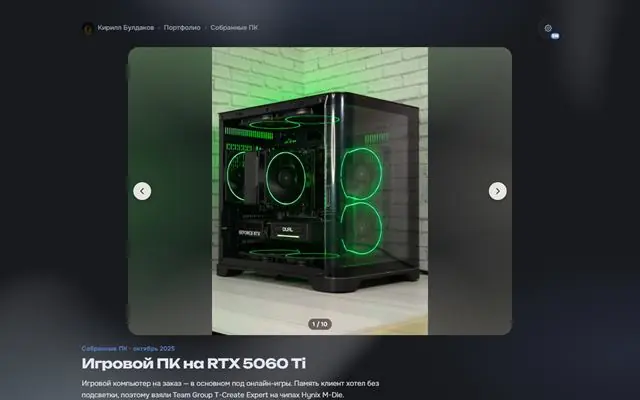 Кирилл Булдаков › Портфолио › Собранные ПК
GEFORCE RTX
DUAL
1 / 10
Собранные ПК · октябрь 2025
Игровой ПК на RTX 5060 Ti
Игровой компьютер на заказ — в основном под онлайн-игры. Память клиент хотел без
подсветки, поэтому взяли Team Group T-Create Expert на чипах Hynix M-Die.